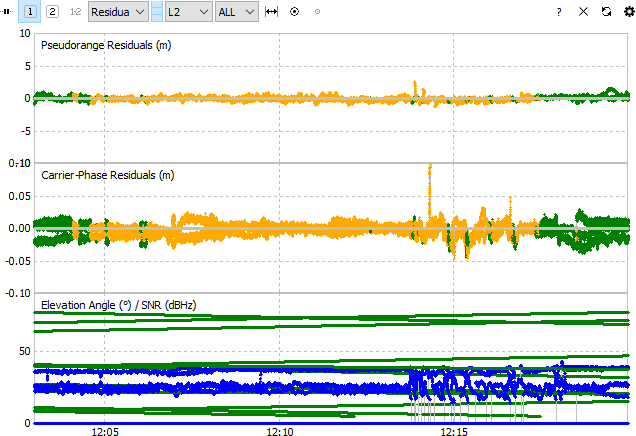 1 2 1-2 Residua L2 ALL ?
Pseudorange Residuals (m)
10
5
0
-5
-10
Carrier-Phase Residuals (m)
0.10
0.05
0.00
-0.05
-0.10
Elevation Angle (°) / SNR (dBHz)
50
0
12:05 12:10 12:15